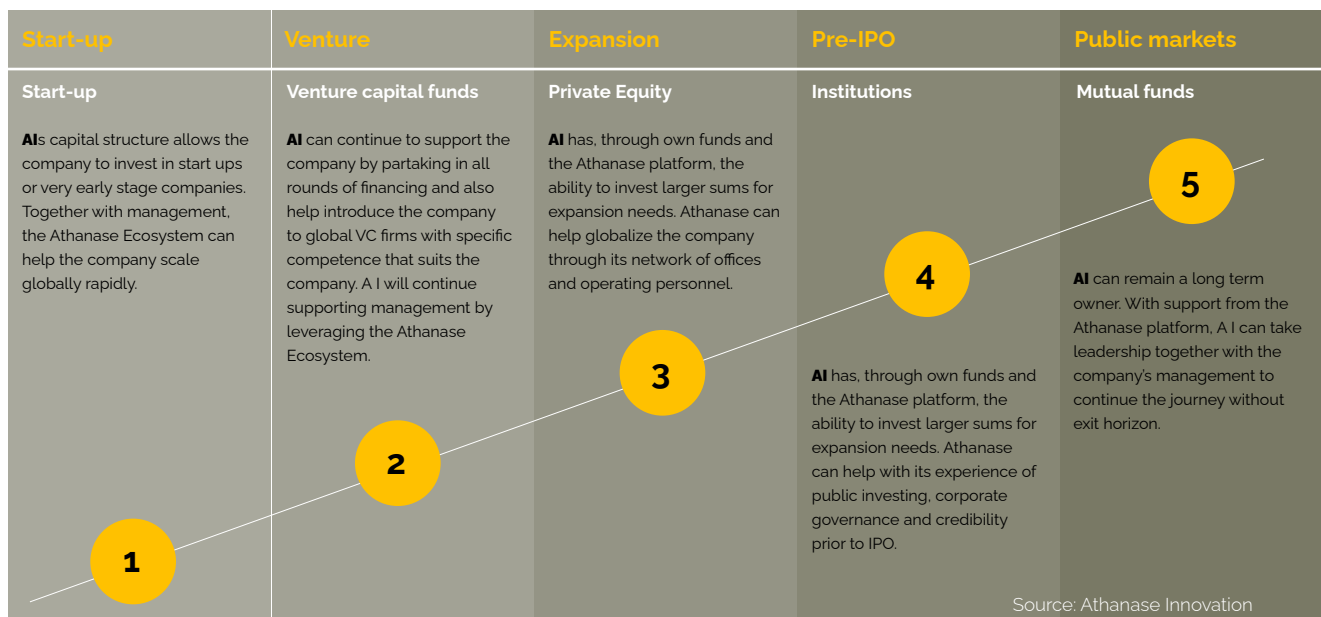 Start-up
Venture
Expansion
Pre-IPO
Public markets
Start-up
AIs capital structure allows the
company to invest in start ups
or very early stage companies.
Together with management,
the Athanase Ecosystem can
help the company scale
globally rapidly.
1
Venture capital funds
AI can continue to support the
company by partaking in all
rounds of financing and also
help introduce the company
to global VC firms with specific
competence that suits the
company. A I will continue
supporting management by
leveraging the Athanase
Ecosystem.
2
Private Equity
AI has, through own funds and
the Athanase platform, the
ability to invest larger sums for
expansion needs. Athanase can
help globalize the company
through its network of offices
and operating personnel.
3
Institutions
4
AI has, through own funds and
the Athanase platform, the
ability to invest larger sums for
expansion needs. Athanase
can help with its experience of
public investing, corporate
governance and credibility
prior to IPO.
Mutual funds
5
AI can remain a long term
owner. With support from the
Athanase platform, A I can take
leadership together with the
company's management to
continue the journey without
exit horizon.
Source: Athanase Innovation